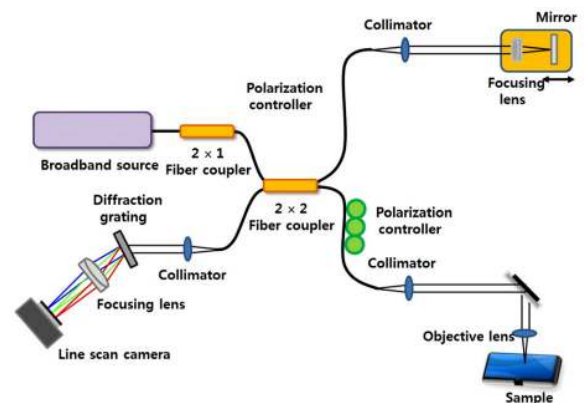 Collimator
Mirror
Focusing
lens
Polarization
controller
Broadband source
2 × 1
Fiber coupler
2 × 2
Fiber coupler
Diffraction
grating
Polarization
controller
Collimator
Collimator
Focusing lens
Line scan camera
Objective lens
Sample